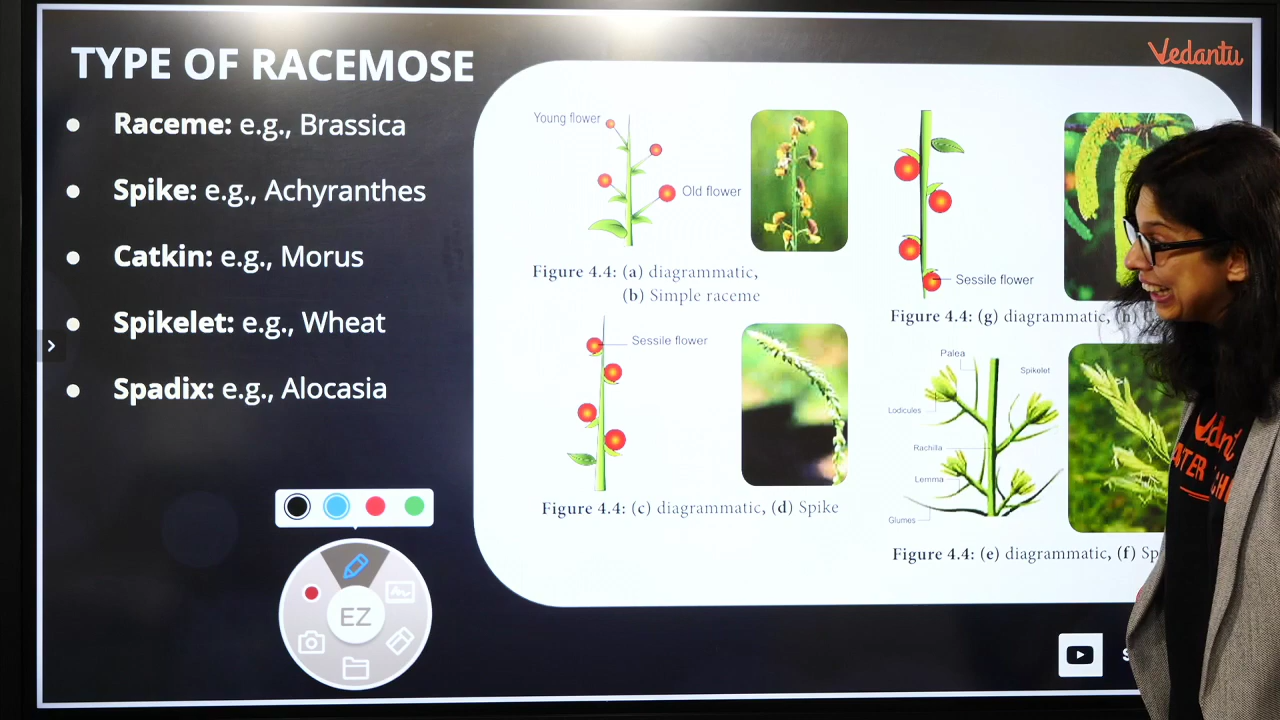 TYPE OF RACEMOSE
Vedantu
Raceme: e.g., Brassica
Spike: e.g., Achyranthes
Catkin: e.g., Morus
Spikelet: e.g., Wheat
Spadix: e.g., Alocasia
Young flower
Old flower
Figure 4.4: (a) diagrammatic,
(b) Simple raceme
Sessile flower
Figure 4.4: (c) diagrammatic, (d) Spike
Sessile flower
Figure 4.4: (g) diagrammatic, (h)
Palea
Spikelet
Lodicules
Rachilla
Lemma
Glumes
Figure 4.4: (e) diagrammatic, (f) Sp
EZ